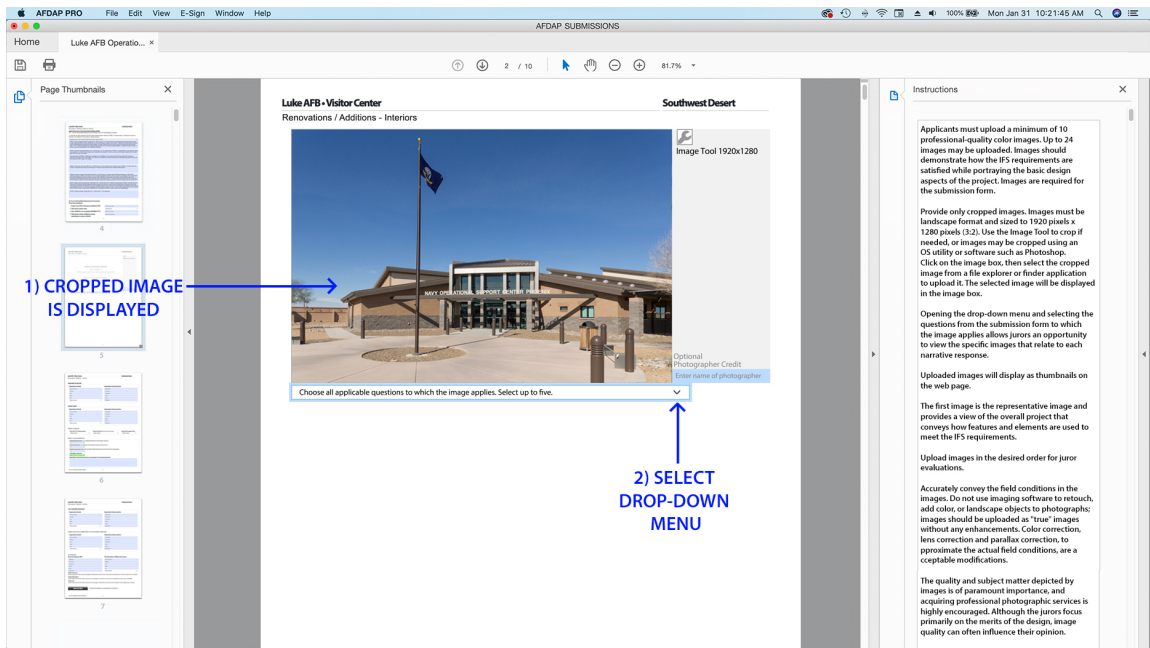 AFDAP PRO File Edit View E-Sign Window Help
100% Mon Jan 31 10:21:45 AM
AFDAP SUBMISSIONS
Home
Luke AFB Operatio... ×
2 / 10
81.7%
Page Thumbnails
4
5
6
7
1) CROPPED IMAGE
IS DISPLAYED
Luke AFB • Visitor Center
Southwest Desert
Renovations / Additions - Interiors
Image Tool 1920x1280
NAVY OPERATIONAL SUPPORT CENTER PHOENIX
Optional
Photographer Credit
Enter name of photographer
Choose all applicable questions to which the image applies. Select up to five.
2) SELECT
DROP-DOWN
MENU
Instructions
Applicants must upload a minimum of 10
professional-quality color images. Up to 24
images may be uploaded. Images should
demonstrate how the IFS requirements are
satisfied while portraying the basic design
aspects of the project. Images are required for
the submission form.
Provide only cropped images. Images must be
landscape format and sized to 1920 pixels x
1280 pixels (3:2). Use the Image Tool to crop if
needed, or images may be cropped using an
OS utility or software such as Photoshop.
Click on the image box, then select the cropped
image from a file explorer or finder application
to upload it. The selected image will be displayed
in the image box.
Opening the drop-down menu and selecting the
questions from the submission form to which
the image applies allows jurors an opportunity
to view the specific images that relate to each
narrative response.
Uploaded images will display as thumbnails on
the web page.
The first image is the representative image and
provides a view of the overall project that
conveys how features and elements are used to
meet the IFS requirements.
Upload images in the desired order for juror
evaluations.
Accurately convey the field conditions in the
images. Do not use imaging software to retouch,
add color, or landscape objects to photographs;
images should be uploaded as "true" images
without any enhancements. Color correction,
lens correction and parallax correction, to
pproximate the actual field conditions, are a
cceptable modifications.
The quality and subject matter depicted by
images is of paramount importance, and
acquiring professional photographic services is
highly encouraged. Although the jurors focus
primarily on the merits of the design, image
quality can often influence their opinion.